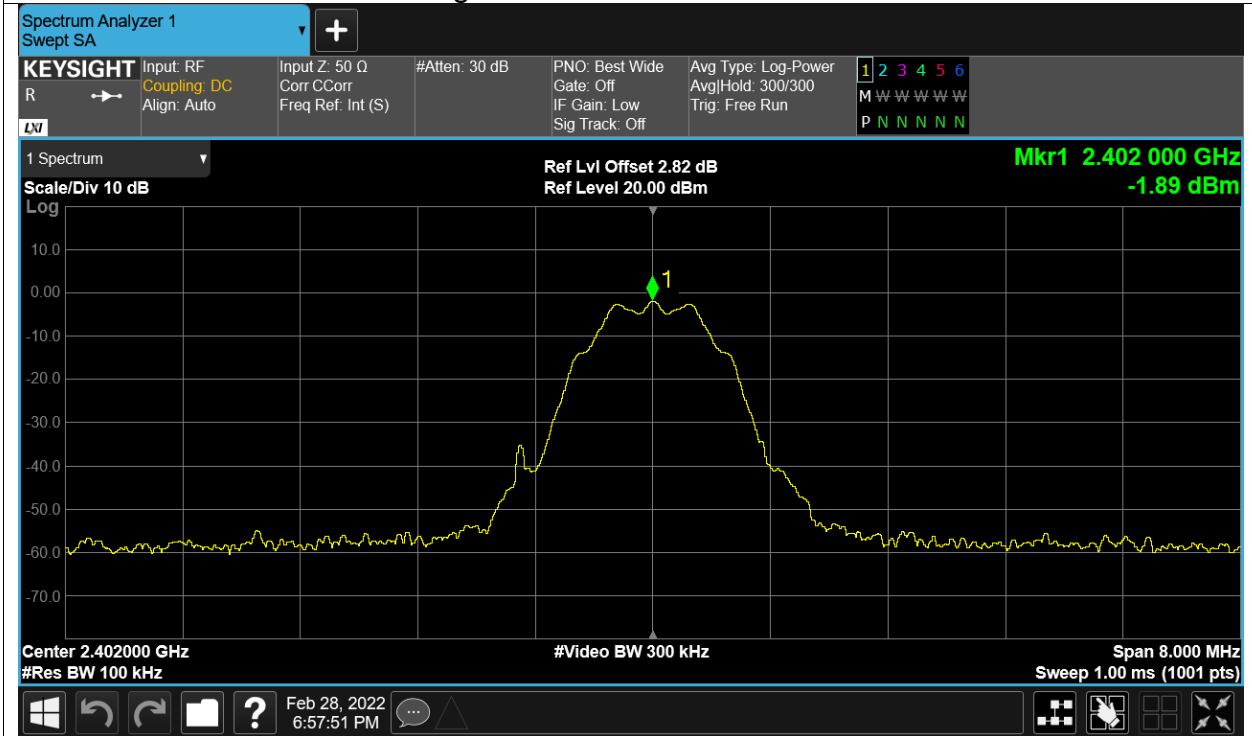 Spectrum Analyzer 1
Swept SA
KEYSIGHT
R
LXI
Input: RF
Coupling: DC
Align: Auto
Input Z: 50 Ω
Corr CCorr
Freq Ref: Int (S)
#Atten: 30 dB
PNO: Best Wide
Gate: Off
IF Gain: Low
Sig Track: Off
Avg Type: Log-Power
Avg|Hold: 300/300
Trig: Free Run
1 2 3 4 5 6
M W W W W W
P N N N N N
1 Spectrum
Scale/Div 10 dB
Log
Ref Lvl Offset 2.82 dB
Ref Level 20.00 dBm
Mkr1 2.402 000 GHz
-1.89 dBm
1
10.0
0.00
-10.0
-20.0
-30.0
-40.0
-50.0
-60.0
-70.0
Center 2.402000 GHz
#Res BW 100 kHz
#Video BW 300 kHz
Span 8.000 MHz
Sweep 1.00 ms (1001 pts)
?
Feb 28, 2022
6:57:51 PM